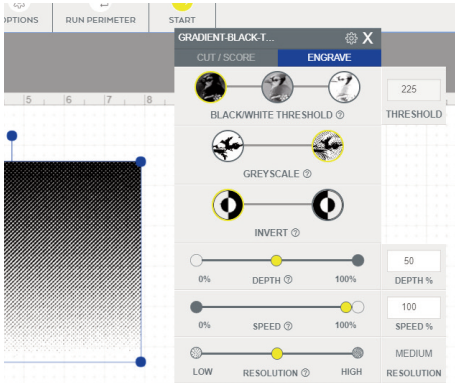 OPTIONS
RUN PERIMETER
START
GRADIENT-BLACK-T... X
CUT / SCORE ENGRAVE
225
BLACK/WHITE THRESHOLD ? THRESHOLD
5 6 7 8
GREYSCALE ?
INVERT ?
50
0% DEPTH ? 100% DEPTH %
100
0% SPEED ? 100% SPEED %
MEDIUM
LOW RESOLUTION ? HIGH RESOLUTION